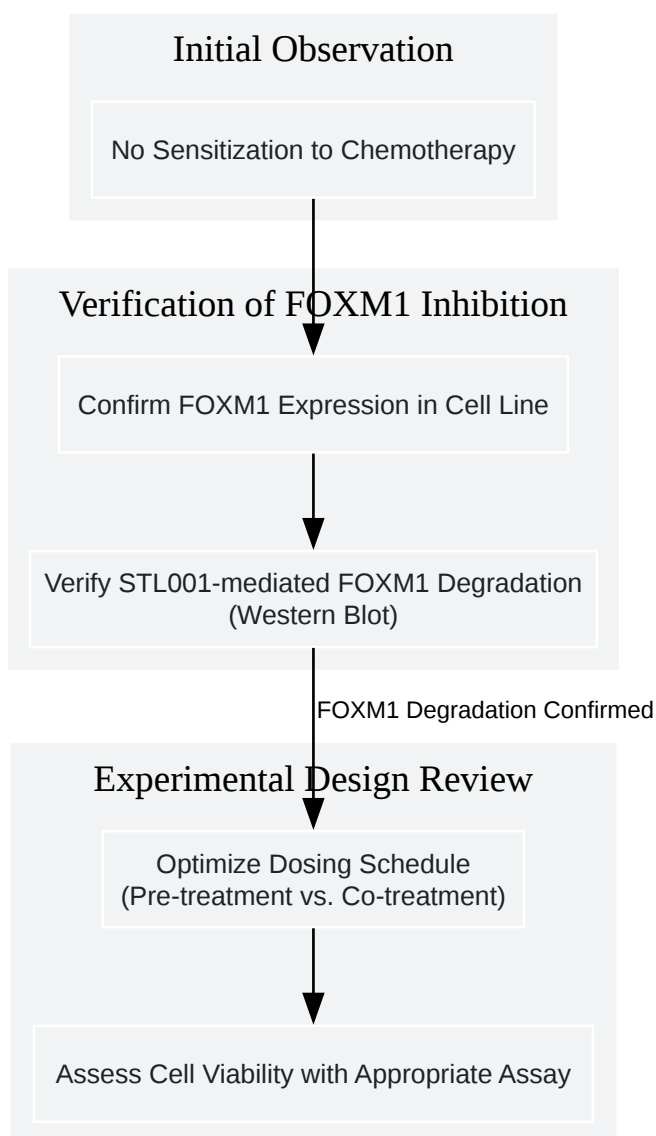 Initial Observation
No Sensitization to Chemotherapy
Verification of FOXM1 Inhibition
Confirm FOXM1 Expression in Cell Line
Verify STL001-mediated FOXM1 Degradation
(Western Blot)
FOXM1 Degradation Confirmed
Experimental Design Review
Optimize Dosing Schedule
(Pre-treatment vs. Co-treatment)
Assess Cell Viability with Appropriate Assay